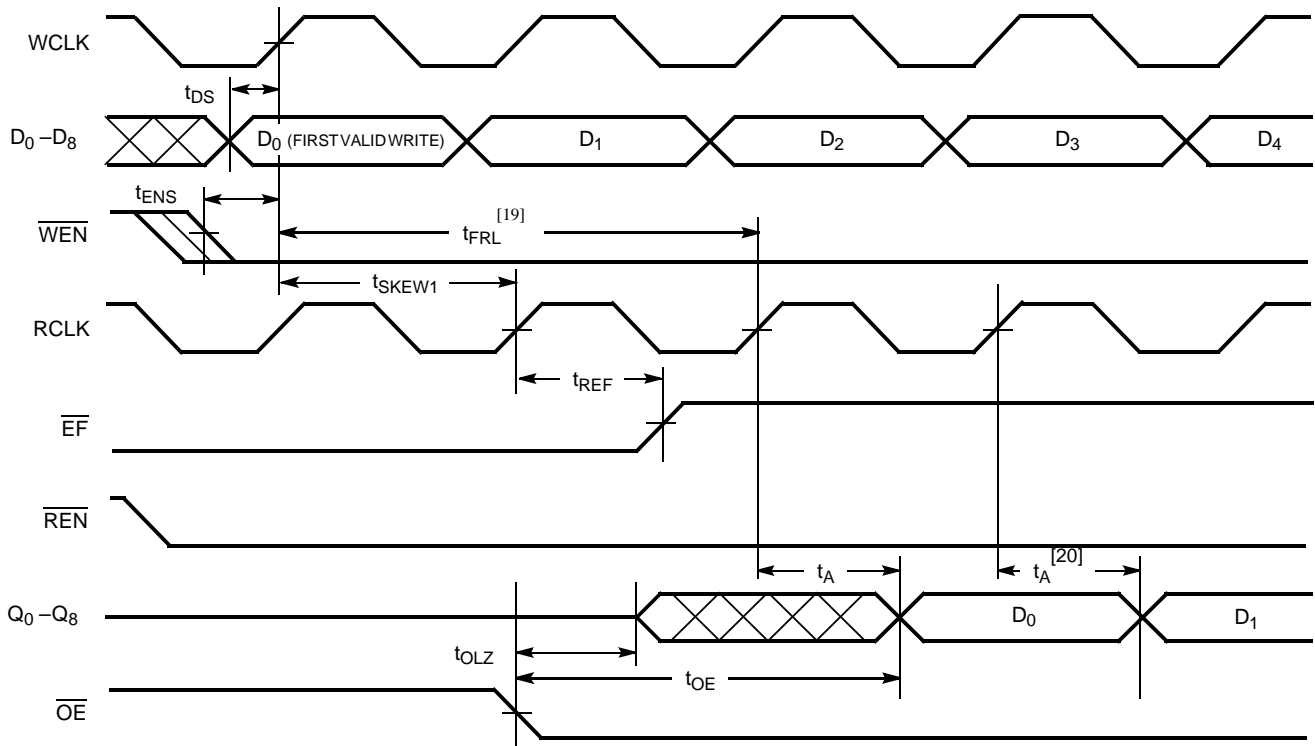 WCLK
tDS
D0 –D8
D0 (FIRST VALID WRITE)
D1
D2
D3
D4
tENS
WEN
tFRL [19]
tSKEW1
RCLK
tREF
EF
REN
tA
tA [20]
Q0 –Q8
D0
D1
tOLZ
tOE
OE